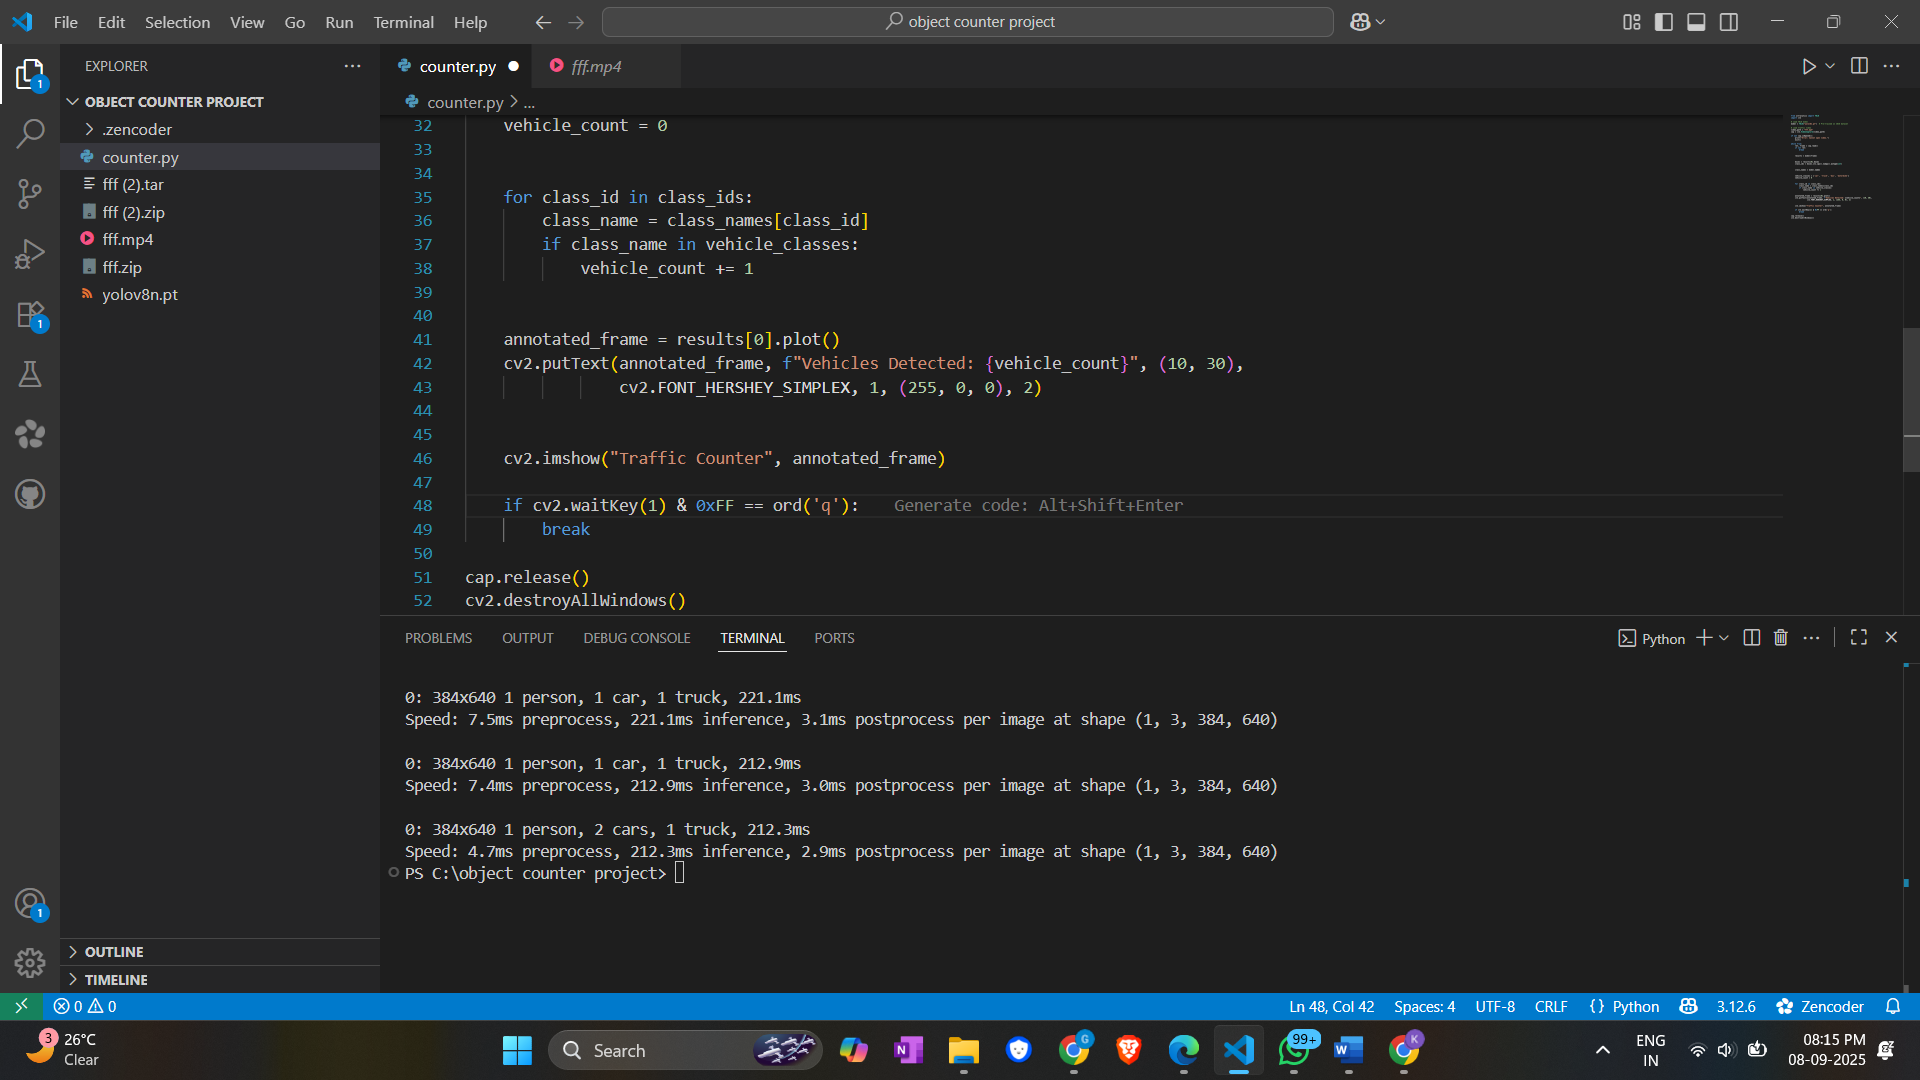 File Edit Selection View Go Run Terminal Help
object counter project
EXPLORER
OBJECT COUNTER PROJECT
.zencoder
counter.py
fff (2).tar
fff (2).zip
fff.mp4
fff.zip
yolov8n.pt
OUTLINE
TIMELINE
1
1
1
counter.py
fff.mp4
counter.py > ...
32 vehicle_count = 0
33
34
35 for class_id in class_ids:
36 class_name = class_names[class_id]
37 if class_name in vehicle_classes:
38 vehicle_count += 1
39
40
41 annotated_frame = results[0].plot()
42 cv2.putText(annotated_frame, f"Vehicles Detected: {vehicle_count}", (10, 30),
43 cv2.FONT_HERSHEY_SIMPLEX, 1, (255, 0, 0), 2)
44
45
46 cv2.imshow("Traffic Counter", annotated_frame)
47
48 if cv2.waitKey(1) & 0xFF == ord('q'): Generate code: Alt+Shift+Enter
49 break
50
51 cap.release()
52 cv2.destroyAllWindows()
PROBLEMS OUTPUT DEBUG CONSOLE TERMINAL PORTS
Python
0: 384x640 1 person, 1 car, 1 truck, 221.1ms
Speed: 7.5ms preprocess, 221.1ms inference, 3.1ms postprocess per image at shape (1, 3, 384, 640)
0: 384x640 1 person, 1 car, 1 truck, 212.9ms
Speed: 7.4ms preprocess, 212.9ms inference, 3.0ms postprocess per image at shape (1, 3, 384, 640)
0: 384x640 1 person, 2 cars, 1 truck, 212.3ms
Speed: 4.7ms preprocess, 212.3ms inference, 2.9ms postprocess per image at shape (1, 3, 384, 640)
PS C:\object counter project>
0 0
Ln 48, Col 42 Spaces: 4 UTF-8 CRLF {} Python 3.12.6 Zencoder
3
26°C
Clear
Search
N
G
99+
W
K
ENG
IN
08:15 PM
08-09-2025